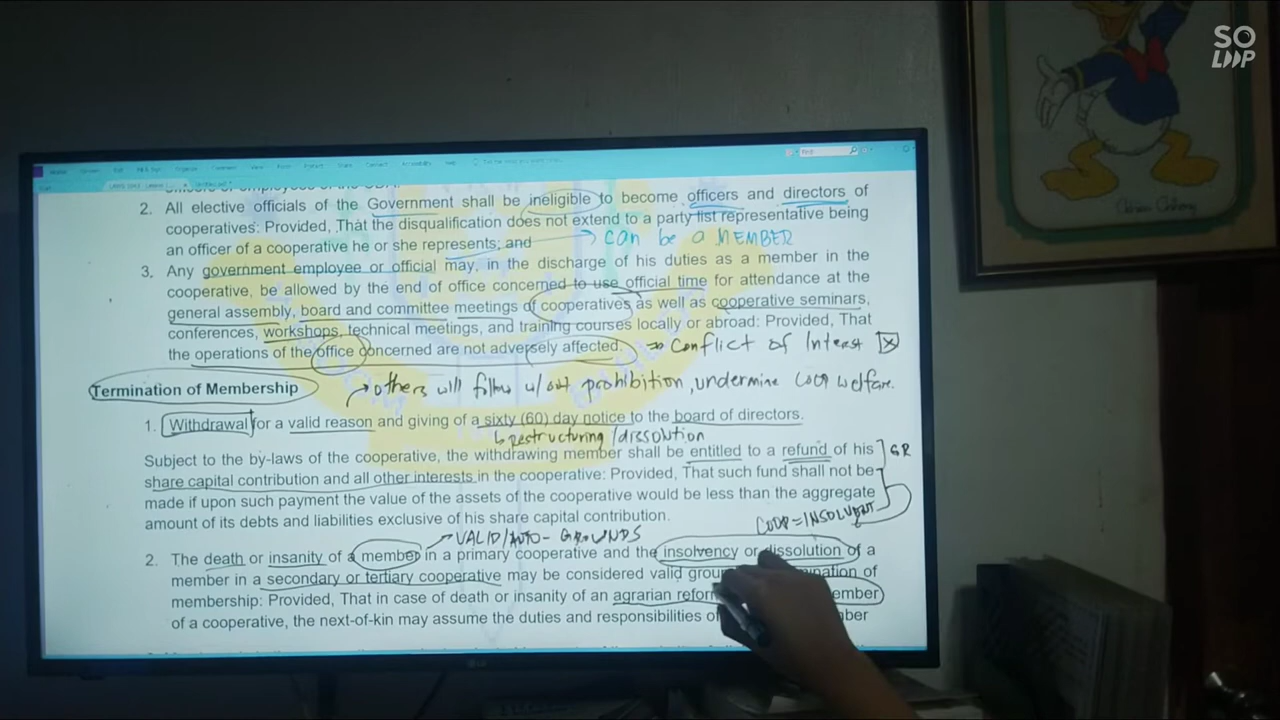 SO
LOOP
2. All elective officials of the Government shall be ineligible to become officers and directors of
cooperatives: Provided, That the disqualification does not extend to a party list representative being
an officer of a cooperative he or she represents; and → can be a MEMBER
3. Any government employee or official may, in the discharge of his duties as a member in the
cooperative, be allowed by the end of office concerned to use official time for attendance at the
general assembly, board and committee meetings of cooperatives as well as cooperative seminars,
conferences, workshops, technical meetings, and training courses locally or abroad: Provided, That
the operations of the office concerned are not adversely affected. → Conflict of Interest
Termination of Membership → others will follow w/out prohibition, undermine coop welfare.
1. Withdrawal for a valid reason and giving of a sixty (60) day notice to the board of directors.
restructuring / dissolution
Subject to the by-laws of the cooperative, the withdrawing member shall be entitled to a refund of his GR
share capital contribution and all other interests in the cooperative: Provided, That such fund shall not be
made if upon such payment the value of the assets of the cooperative would be less than the aggregate
amount of its debts and liabilities exclusive of his share capital contribution. COOP = INSOLVENT
→ VALID/AUTO - GROUNDS
2. The death or insanity of a member in a primary cooperative and the insolvency or dissolution of a
member in a secondary or tertiary cooperative may be considered valid of
membership: Provided, That in case of death or insanity of an agrarian
of a cooperative, the next-of-kin may assume the duties and responsibilities
LG